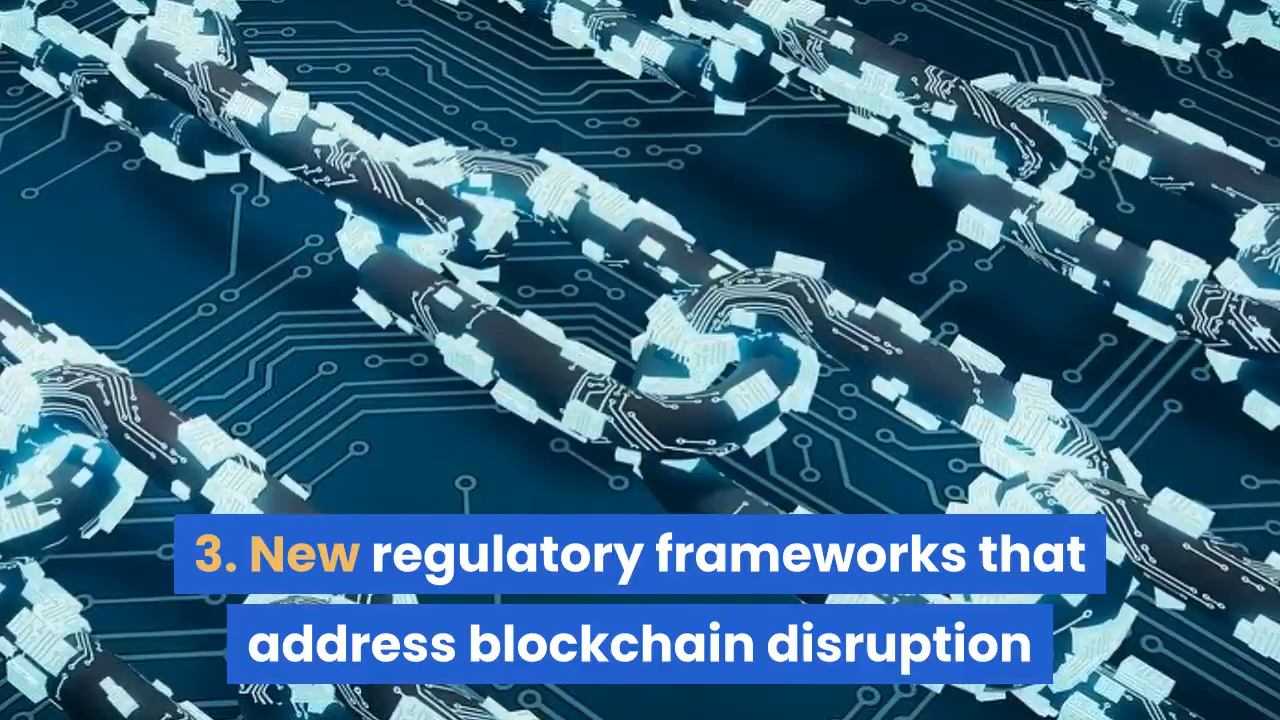 3. New regulatory frameworks that
address blockchain disruption